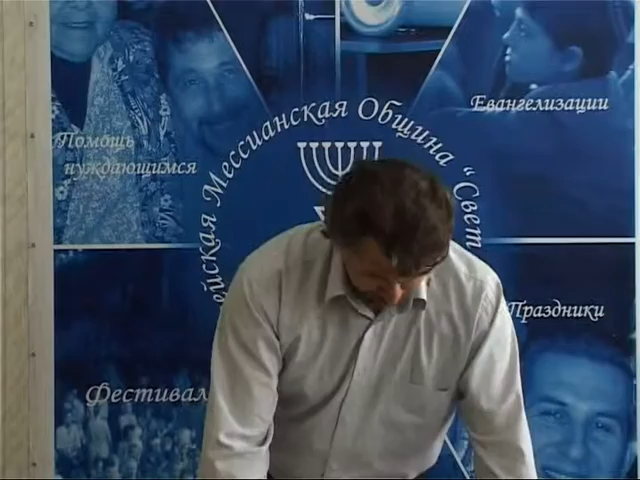 Евангелизации
Помощь
нуждающимся
ейская Мессианская Община "Свет
Праздники
Фестивал